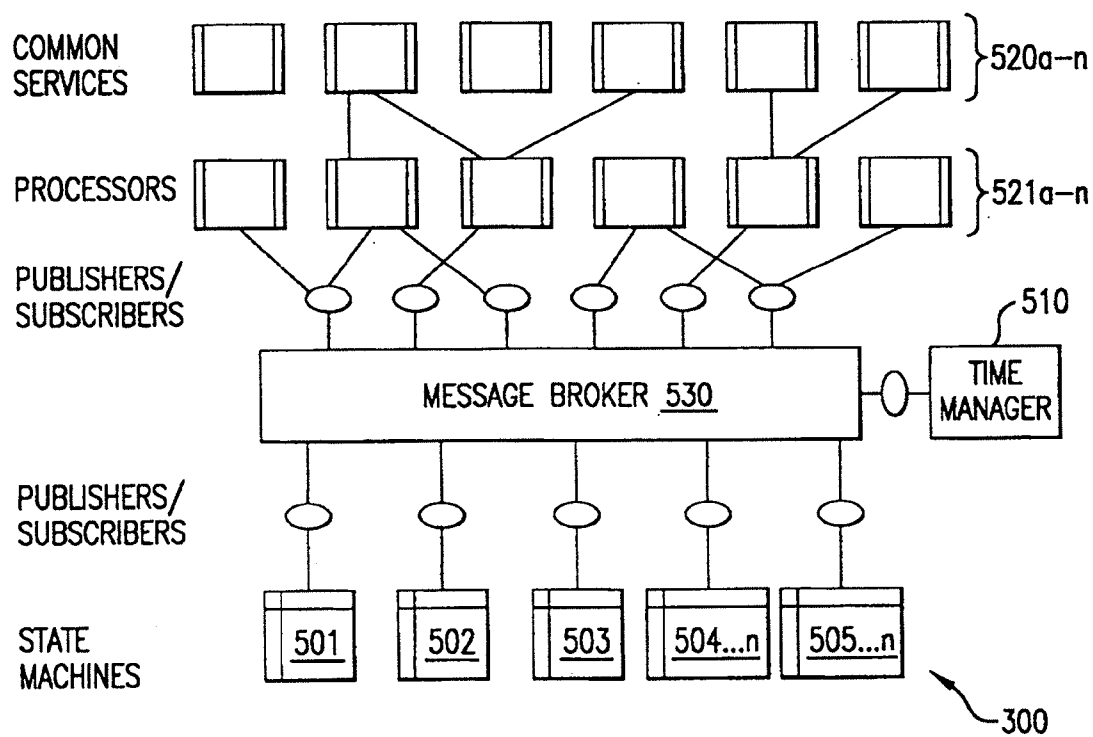 COMMON
SERVICES
520a-n
PROCESSORS
521a-n
PUBLISHERS/
SUBSCRIBERS
510
MESSAGE BROKER 530
TIME
MANAGER
PUBLISHERS/
SUBSCRIBERS
STATE
MACHINES
501
502
503
504...n
505...n
300